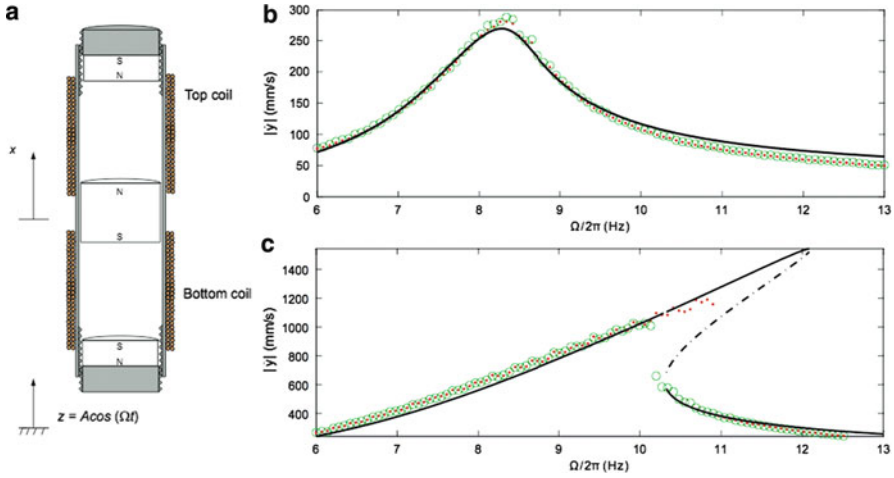 a
S
N
Top coil
x
N
S
Bottom coil
S
N
z = Acos (Ωt)
b
300
250
200
150
100
50
0
|ẏ| (mm/s)
6 7 8 9 10 11 12 13
Ω/2π (Hz)
c
1400
1200
1000
800
600
400
|ẏ| (mm/s)
6 7 8 9 10 11 12 13
Ω/2π (Hz)